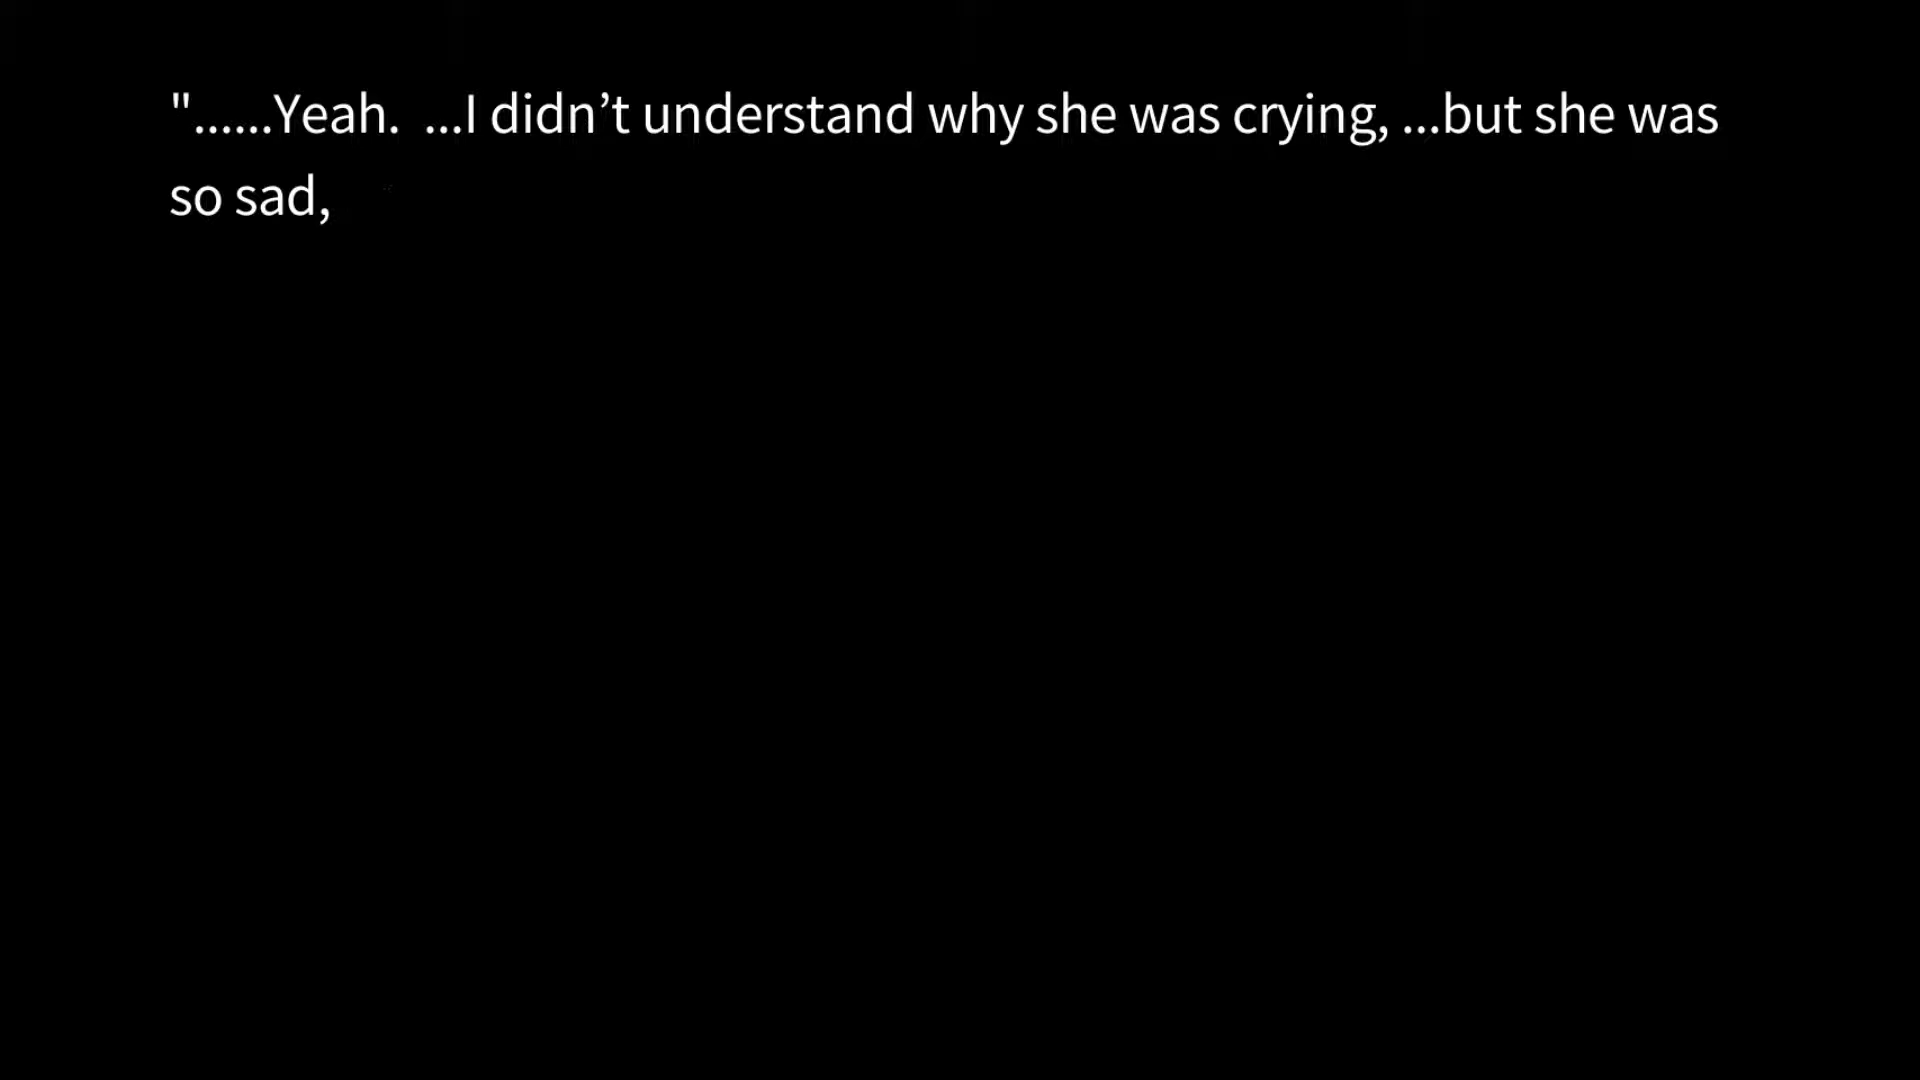 "......Yeah.  ...I didn’t understand why she was crying, ...but she was
so sad,